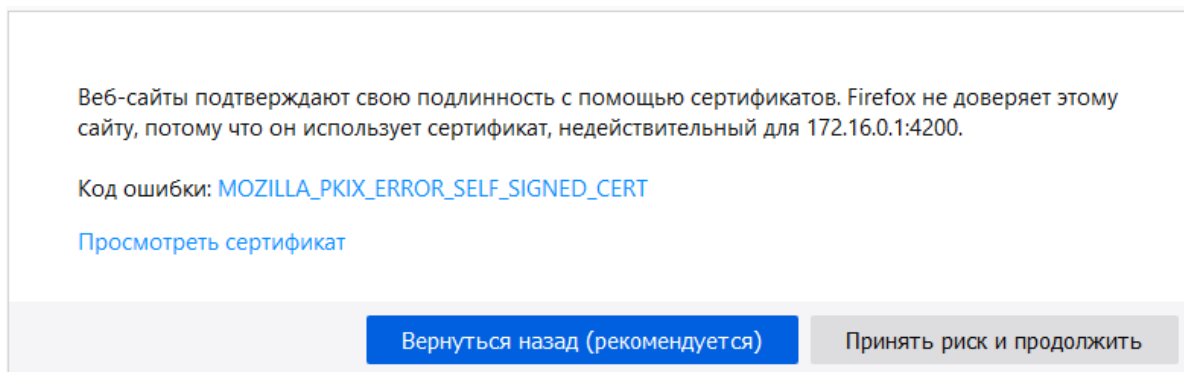 Веб-сайты подтверждают свою подлинность с помощью сертификатов. Firefox не доверяет этому
сайту, потому что он использует сертификат, недействительный для 172.16.0.1:4200.
Код ошибки: MOZILLA_PKIX_ERROR_SELF_SIGNED_CERT
Просмотреть сертификат
Вернуться назад (рекомендуется) Принять риск и продолжить